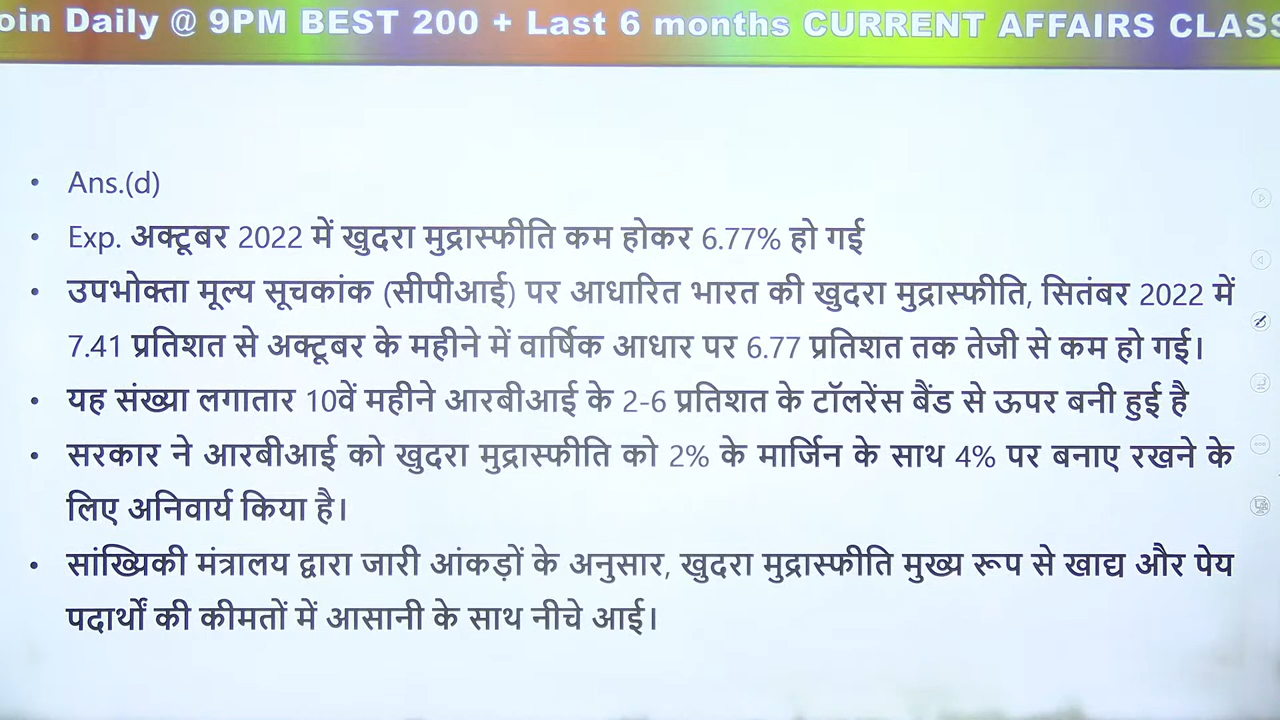 oin Daily @ 9PM BEST 200 + Last 6 months CURRENT AFFAIRS CLASS
• Ans.(d)
• Exp. अक्टूबर 2022 में खुदरा मुद्रास्फीति कम होकर 6.77% हो गई
• उपभोक्ता मूल्य सूचकांक (सीपीआई) पर आधारित भारत की खुदरा मुद्रास्फीति, सितंबर 2022 में
7.41 प्रतिशत से अक्टूबर के महीने में वार्षिक आधार पर 6.77 प्रतिशत तक तेजी से कम हो गई।
• यह संख्या लगातार 10वें महीने आरबीआई के 2-6 प्रतिशत के टॉलरेंस बैंड से ऊपर बनी हुई है
• सरकार ने आरबीआई को खुदरा मुद्रास्फीति को 2% के मार्जिन के साथ 4% पर बनाए रखने के
लिए अनिवार्य किया है।
• सांख्यिकी मंत्रालय द्वारा जारी आंकड़ों के अनुसार, खुदरा मुद्रास्फीति मुख्य रूप से खाद्य और पेय
पदार्थों की कीमतों में आसानी के साथ नीचे आई।